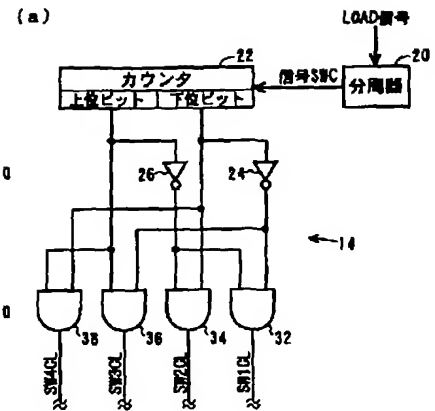 (a)
LOAD信号
22
カウンタ
信号SWC
20
上位ビット 下位ビット
分周器
26
24
14
38
36
34
32
SW4CL
SW3CL
SW2CL
SW1CL